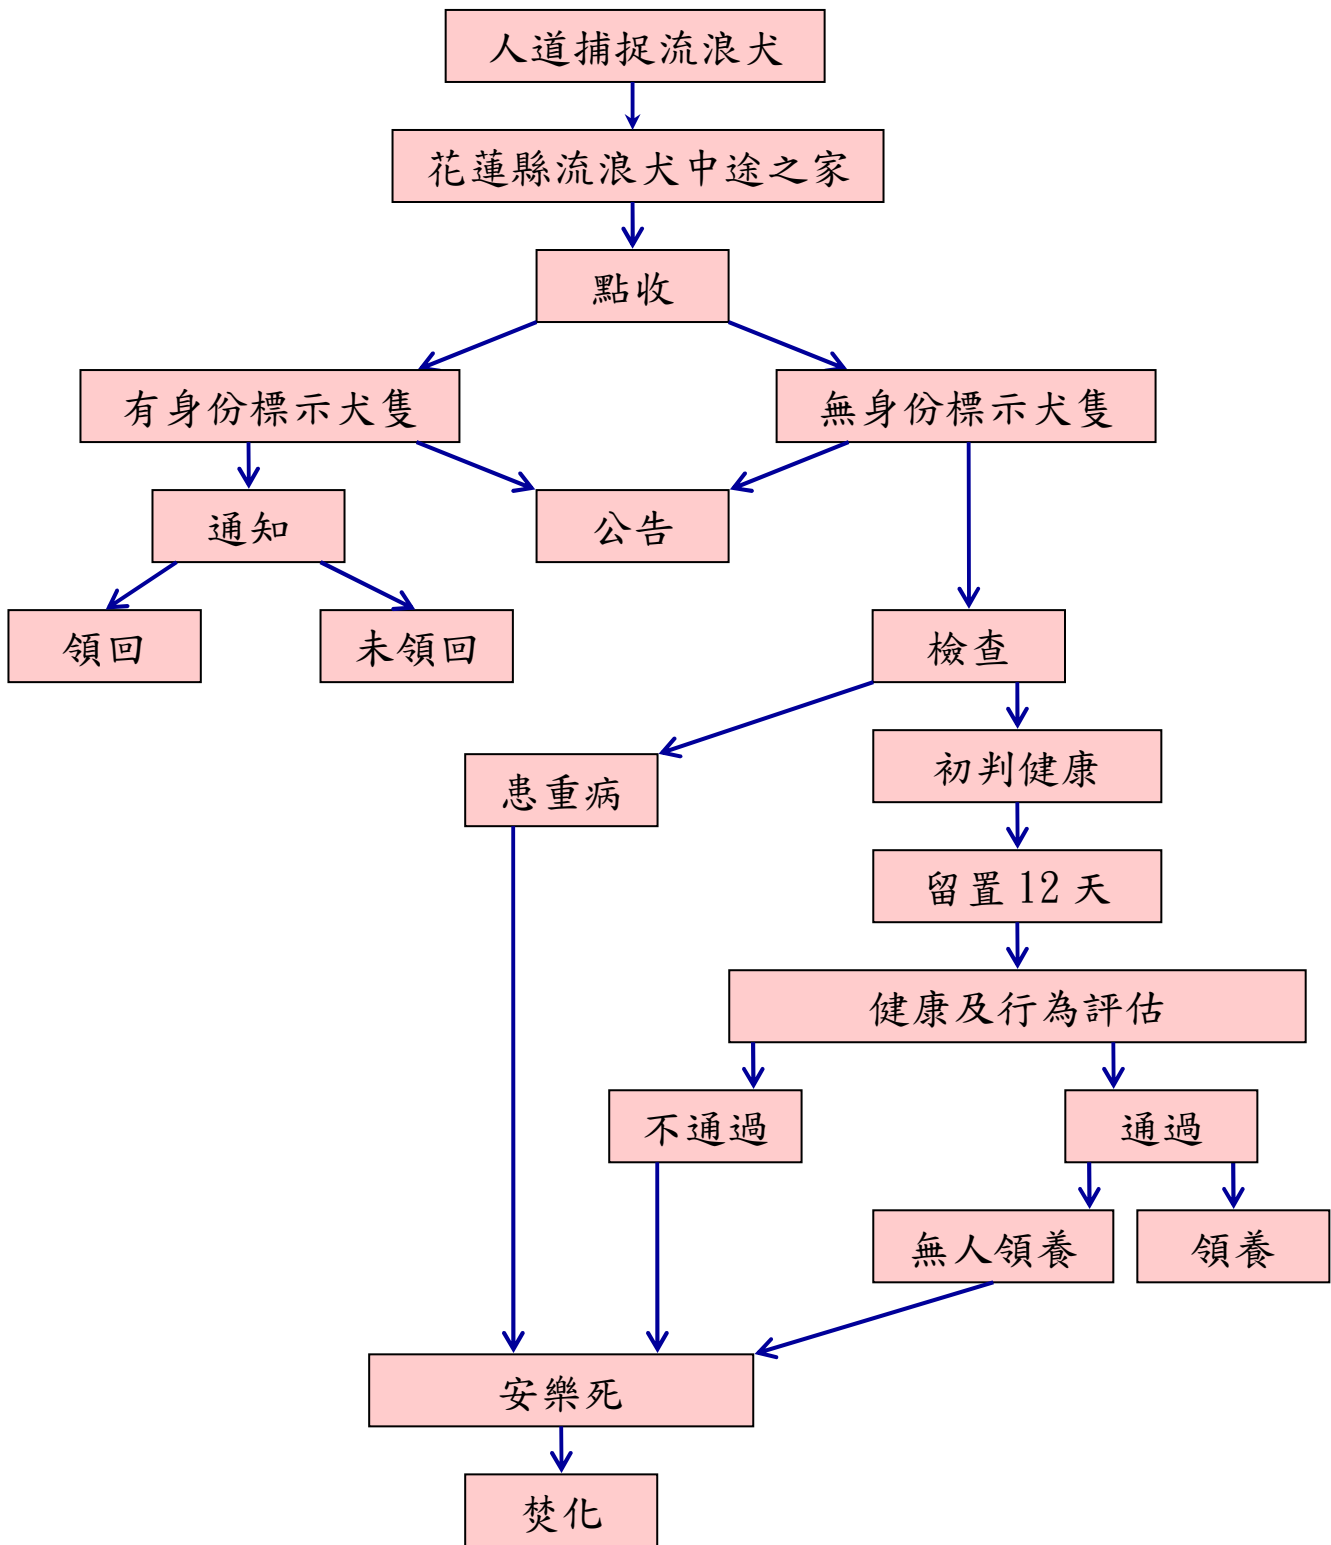 人道捕捉流浪犬
花蓮縣流浪犬中途之家
點收
有身份標示犬隻
無身份標示犬隻
通知
公告
領回
未領回
檢查
患重病
初判健康
留置 12 天
健康及行為評估
不通過
通過
無人領養
領養
安樂死
焚化